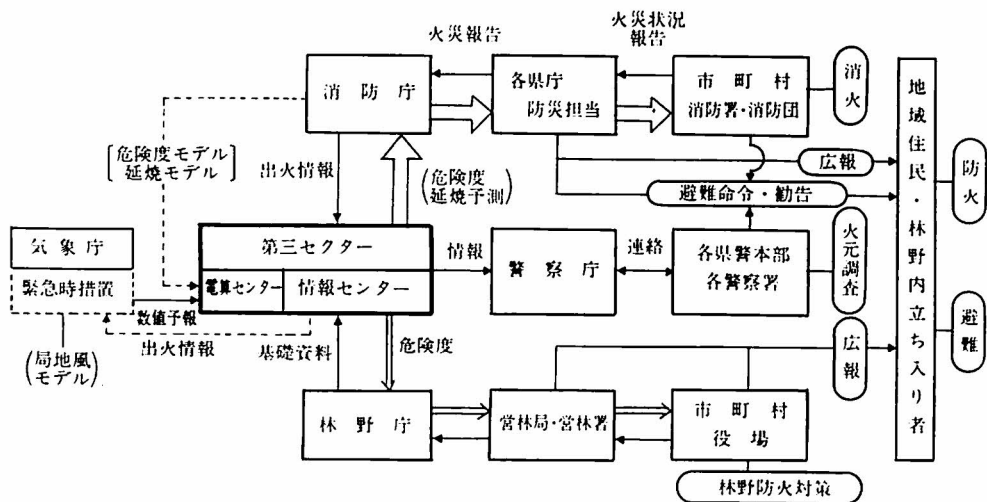 火災報告
火災状況
報告
消防庁
各県庁
防災担当
市町村
消防署・消防団
消火
危険度モデル
延焼モデル
出火情報
(危険度
延焼予測)
広報
避難命令・勧告
地域住民・林野内立ち入り者
防火
気象庁
緊急時措置
第三セクター
電算センター
情報センター
情報
警察庁
連絡
各県警本部
各警察署
火元調査
数値予報
出火情報
(局地風
モデル)
基礎資料
危険度
広報
避難
林野庁
営林局・営林署
市町村
役場
林野防火対策